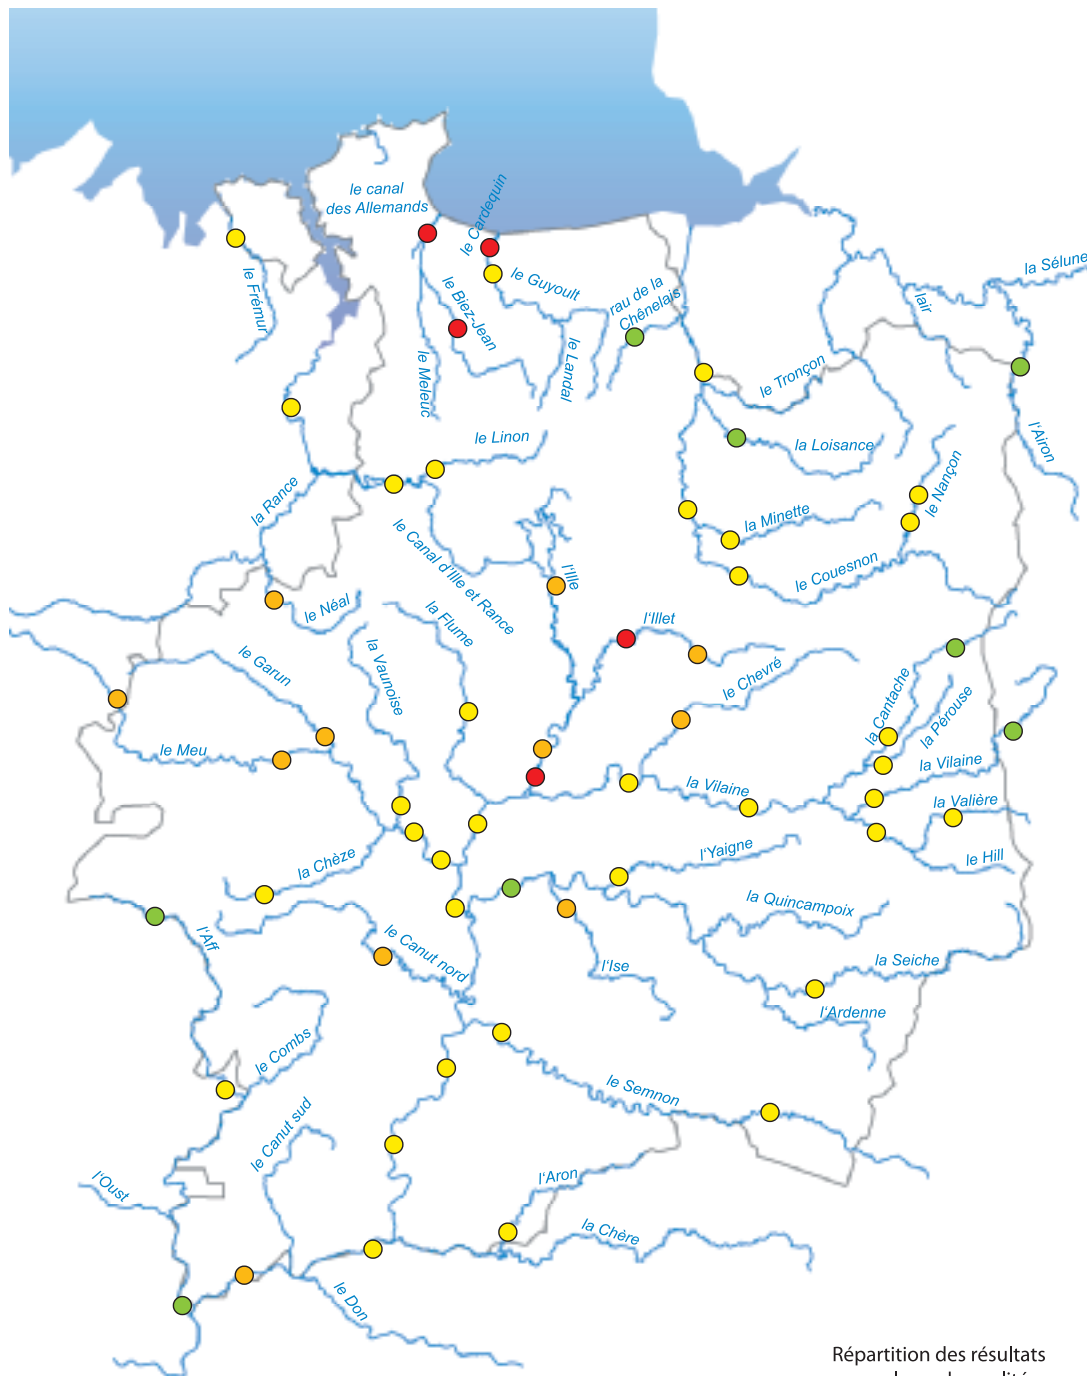 le canal
des Allemands
le Cardequin
la Sélune
le Frémur
le Biez-Jean
le Guyoult
rau de la
Chênelais
lair
le Meleuc
le Landal
le Tronçon
l'Airon
le Linon
la Loisance
la Rance
le Nançon
la Minette
le Canal d'Ille et Rance
l'Ille
le Couesnon
le Néal
la Flume
l'Illet
le Garun
la Vaunoise
le Chevré
la Cantache
la Pérouse
le Meu
la Vilaine
la Vilaine
la Valière
la Chèze
l'Yaigne
le Hill
la Quincampoix
l'Aff
le Canut nord
l'Ise
la Seiche
l'Ardenne
le Combs
le Semnon
le Canut sud
l'Oust
l'Aron
la Chère
le Don
Répartition des résultats